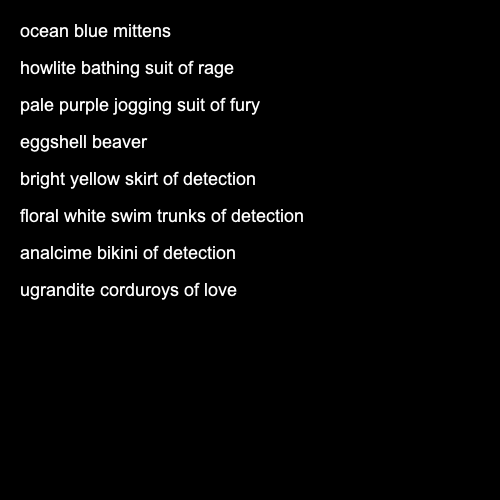 ocean blue mittens
howlite bathing suit of rage
pale purple jogging suit of fury
eggshell beaver
bright yellow skirt of detection
floral white swim trunks of detection
analcime bikini of detection
ugrandite corduroys of love